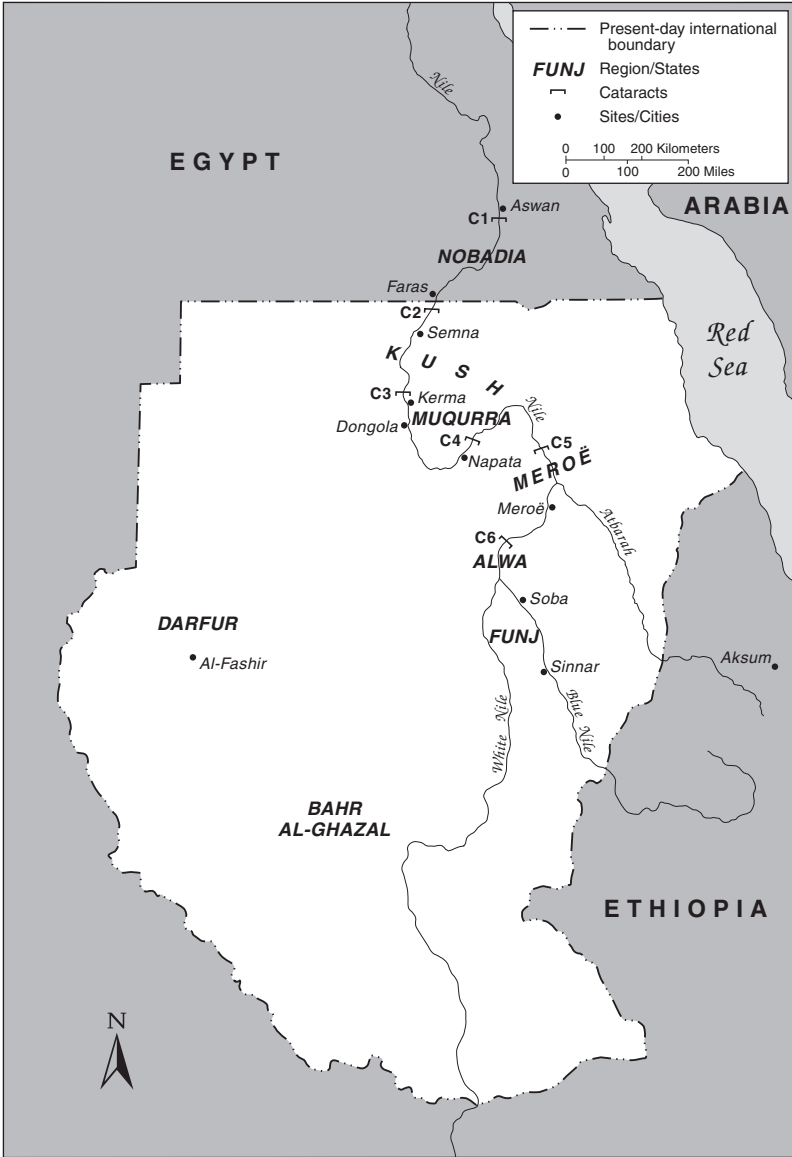 Present-day international
boundary
FUNJ Region/States
Cataracts
Sites/Cities
0 100 200 Kilometers
0 100 200 Miles
Nile
EGYPT
ARABIA
Aswan
C1
NOBADIA
Faras
C2
Semna
Red
Sea
KUSH
C3
Kerma
Nile
MUQURRA
Dongola
C4
C5
Napata
MEROË
Meroë
Atbarah
C6
ALWA
Soba
DARFUR
FUNJ
Al-Fashir
Sinnar
Aksum
White Nile
Blue Nile
BAHR
AL-GHAZAL
ETHIOPIA
N